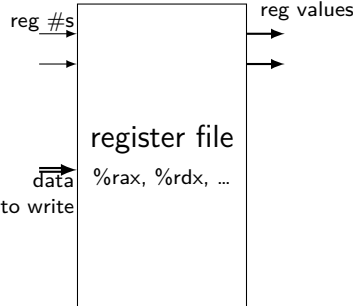 reg #s
reg values
register file
%rax, %rdx, …
data
to write